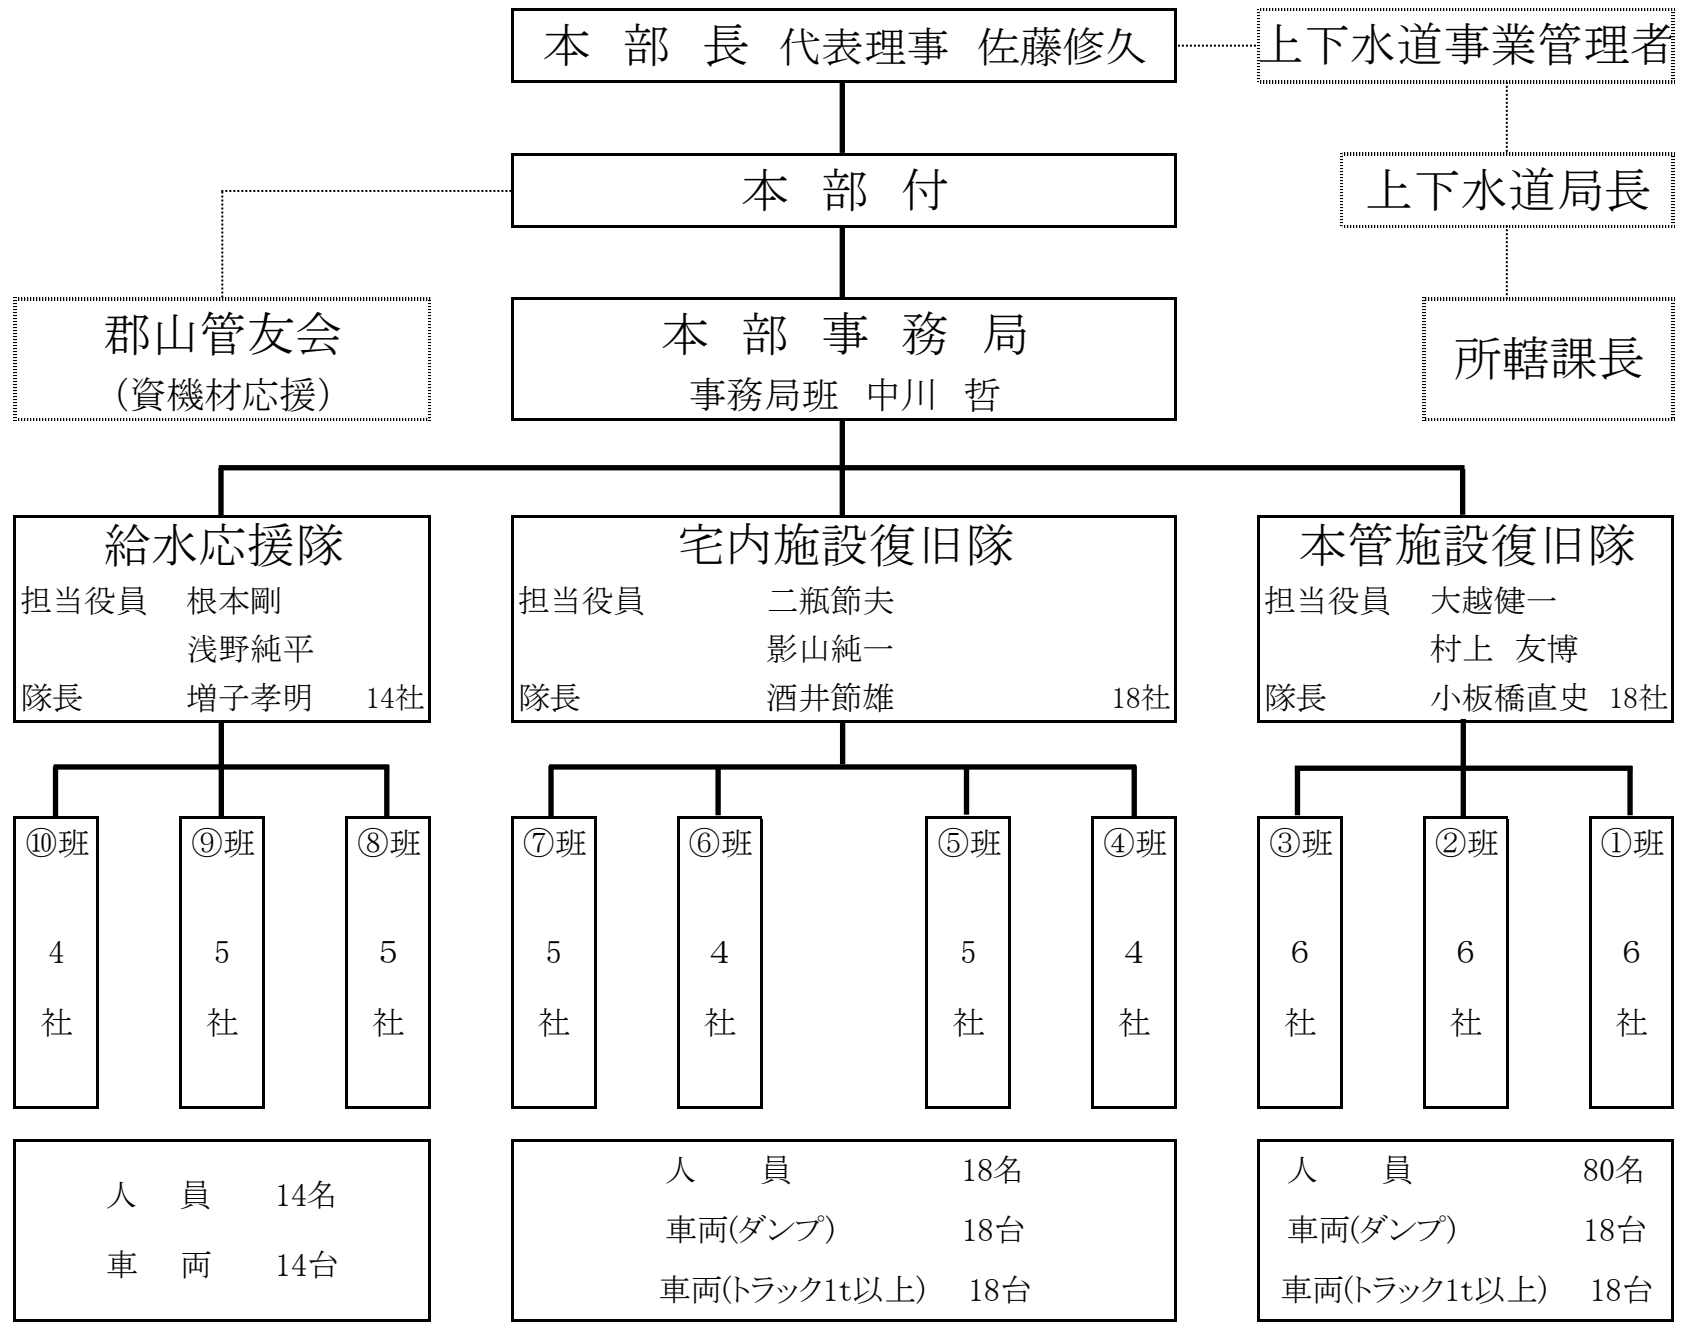 本 部 長 代表理事 佐藤修久
上下水道事業管理者
本 部 付
上下水道局長
郡山管友会
（資機材応援）
本 部 事 務 局
事務局班 中川 哲
所轄課長
給水応援隊
担当役員 根本剛
浅野純平
隊長 増子孝明 14社
宅内施設復旧隊
担当役員 二瓶節夫
影山純一
隊長 酒井節雄 18社
本管施設復旧隊
担当役員 大越健一
村上 友博
隊長 小板橋直史 18社
⑩班
4
社
⑨班
5
社
⑧班
5
社
⑦班
5
社
⑥班
4
社
⑤班
5
社
④班
4
社
③班
6
社
②班
6
社
①班
6
社
人 員 14名
車 両 14台
人 員 18名
車両(ダンプ) 18台
車両(トラック1t以上) 18台
人 員 80名
車両(ダンプ) 18台
車両(トラック1t以上) 18台